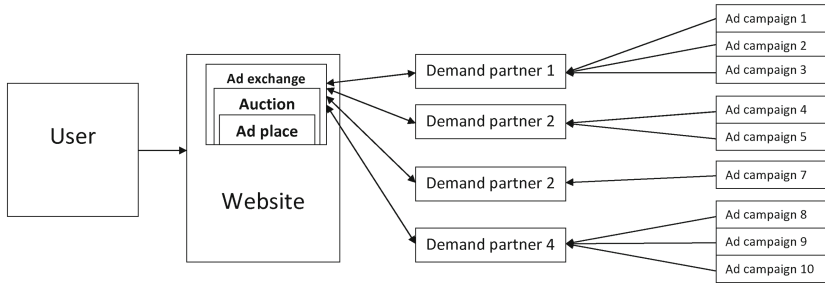 User
Ad exchange
Auction
Ad place
Website
Demand partner 1
Demand partner 2
Demand partner 2
Demand partner 4
Ad campaign 1
Ad campaign 2
Ad campaign 3
Ad campaign 4
Ad campaign 5
Ad campaign 7
Ad campaign 8
Ad campaign 9
Ad campaign 10